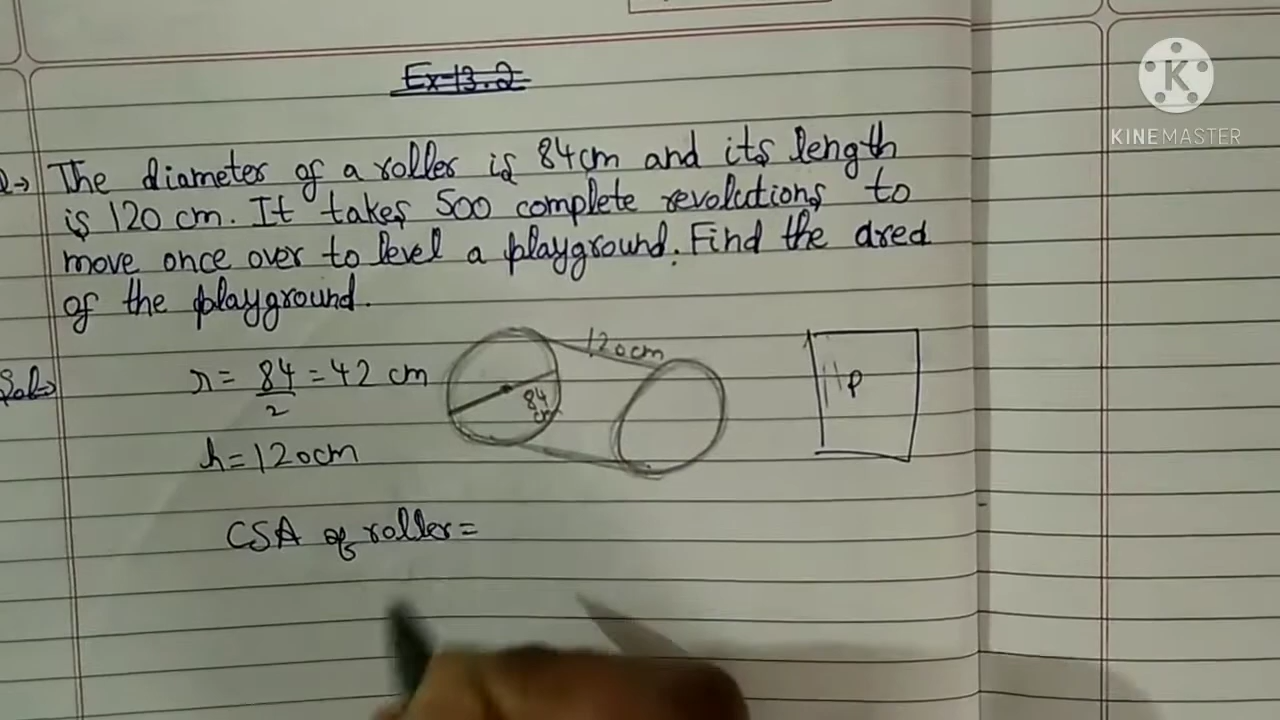 Ex-13.2
K
KINEMASTER
The diameter of a roller is 84cm and its length
is 120 cm. It takes 500 complete revolutions to
move once over to level a playground. Find the area
of the playground.
Sol→
r = 84/2 = 42 cm
120cm
84 cm
P
h = 120cm
CSA of roller =